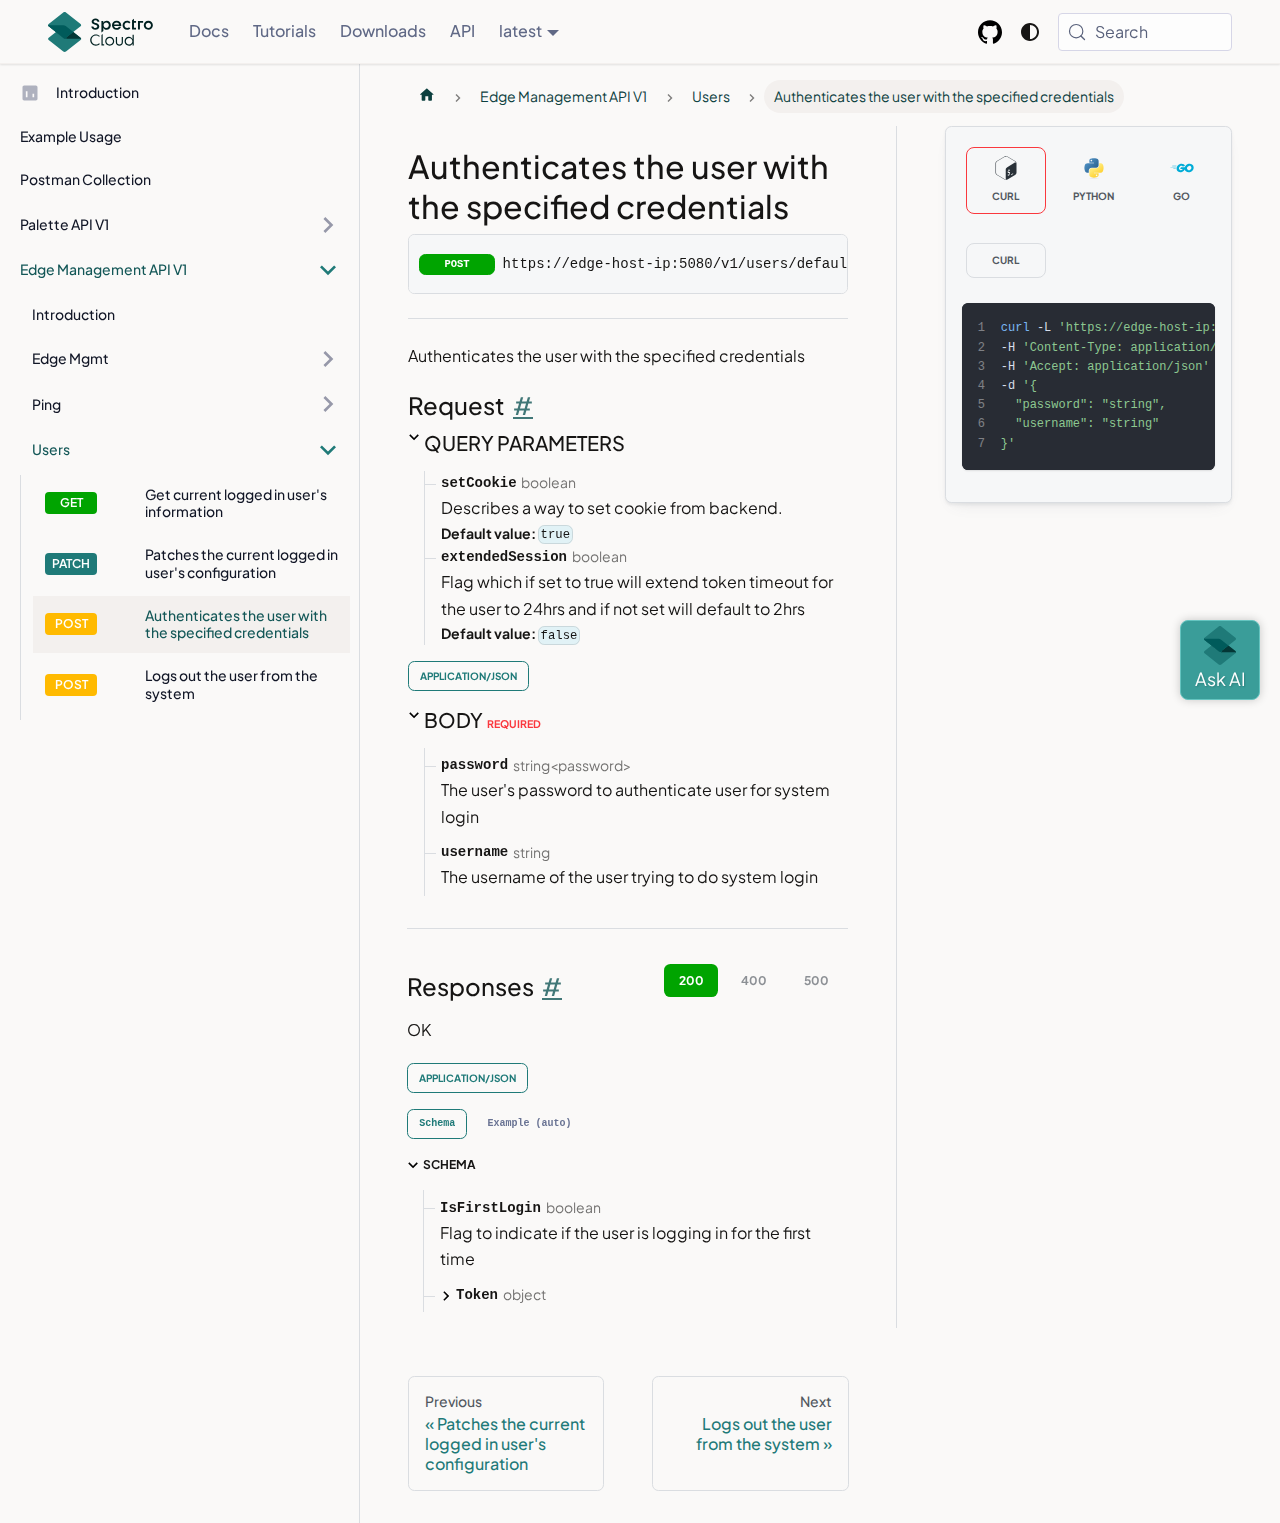 Spectro Cloud
Docs
Tutorials
Downloads
API
latest
Search
Introduction
Example Usage
Postman Collection
Palette API V1
Edge Management API V1
Introduction
Edge Mgmt
Ping
Users
GET
Get current logged in user's
information
PATCH
Patches the current logged in
user's configuration
POST
Authenticates the user with
the specified credentials
POST
Logs out the user from the
system
Edge Management API V1
Users
Authenticates the user with the specified credentials
Authenticates the user with
the specified credentials
POST https://edge-host-ip:5080/v1/users/defaul
Authenticates the user with the specified credentials
Request #
QUERY PARAMETERS
setCookie boolean
Describes a way to set cookie from backend.
Default value: true
extendedSession boolean
Flag which if set to true will extend token timeout for
the user to 24hrs and if not set will default to 2hrs
Default value: false
APPLICATION/JSON
BODY REQUIRED
password string<password>
The user's password to authenticate user for system
login
username string
The username of the user trying to do system login
Responses #
200
400
500
OK
APPLICATION/JSON
Schema
Example (auto)
SCHEMA
IsFirstLogin boolean
Flag to indicate if the user is logging in for the first
time
Token object
Previous
« Patches the current
logged in user's
configuration
Next
Logs out the user
from the system »
CURL
PYTHON
GO
CURL
1 curl -L 'https://edge-host-ip:
2 -H 'Content-Type: application/
3 -H 'Accept: application/json'
4 -d '{
5 "password": "string",
6 "username": "string"
7 }'
Ask AI